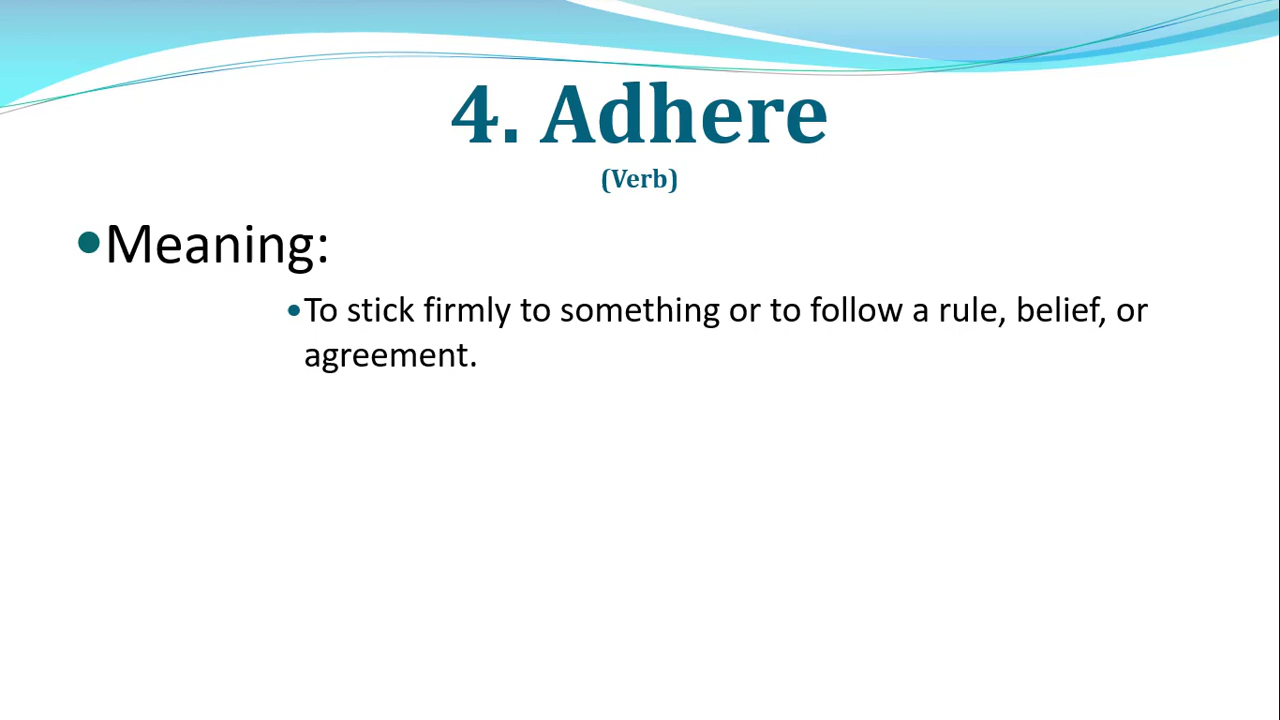 4. Adhere
(Verb)
•Meaning:
•To stick firmly to something or to follow a rule, belief, or
agreement.